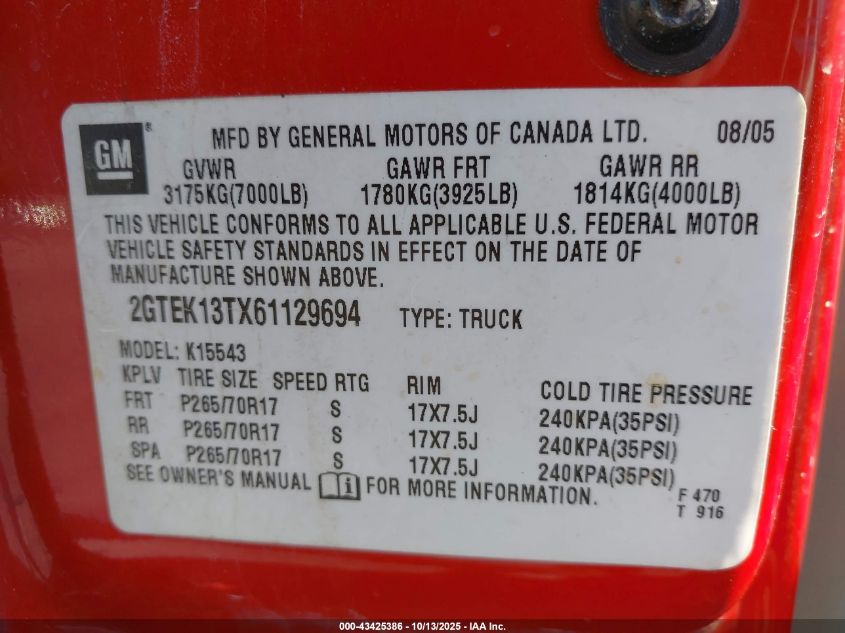 GM ®
MFD BY GENERAL MOTORS OF CANADA LTD. 08/05
GVWR GAWR FRT GAWR RR
3175KG(7000LB) 1780KG(3925LB) 1814KG(4000LB)
THIS VEHICLE CONFORMS TO ALL APPLICABLE U.S. FEDERAL MOTOR
VEHICLE SAFETY STANDARDS IN EFFECT ON THE DATE OF
MANUFACTURE SHOWN ABOVE.
2GTEK13TX61129694 TYPE: TRUCK
MODEL: K15543
KPLV TIRE SIZE SPEED RTG RIM COLD TIRE PRESSURE
FRT P265/70R17 S 17X7.5J 240KPA(35PSI)
RR P265/70R17 S 17X7.5J 240KPA(35PSI)
SPA P265/70R17 S 17X7.5J 240KPA(35PSI)
SEE OWNER'S MANUAL FOR MORE INFORMATION.
F 470
T 916
000-43425386 - 10/13/2025 - IAA Inc.